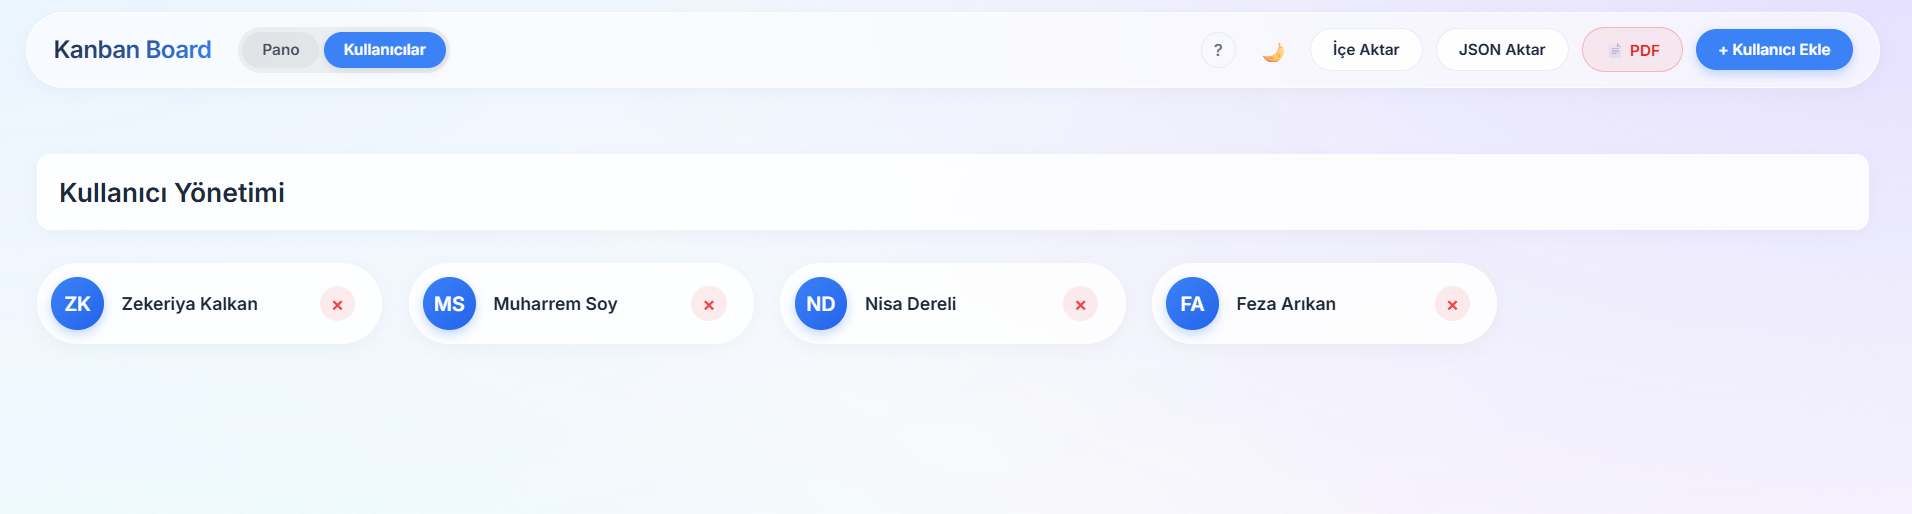 Kanban Board Pano Kullanıcılar ? İçe Aktar JSON Aktar PDF + Kullanıcı Ekle
Kullanıcı Yönetimi
ZK Zekeriya Kalkan × MS Muharrem Soy × ND Nisa Dereli × FA Feza Arıkan ×